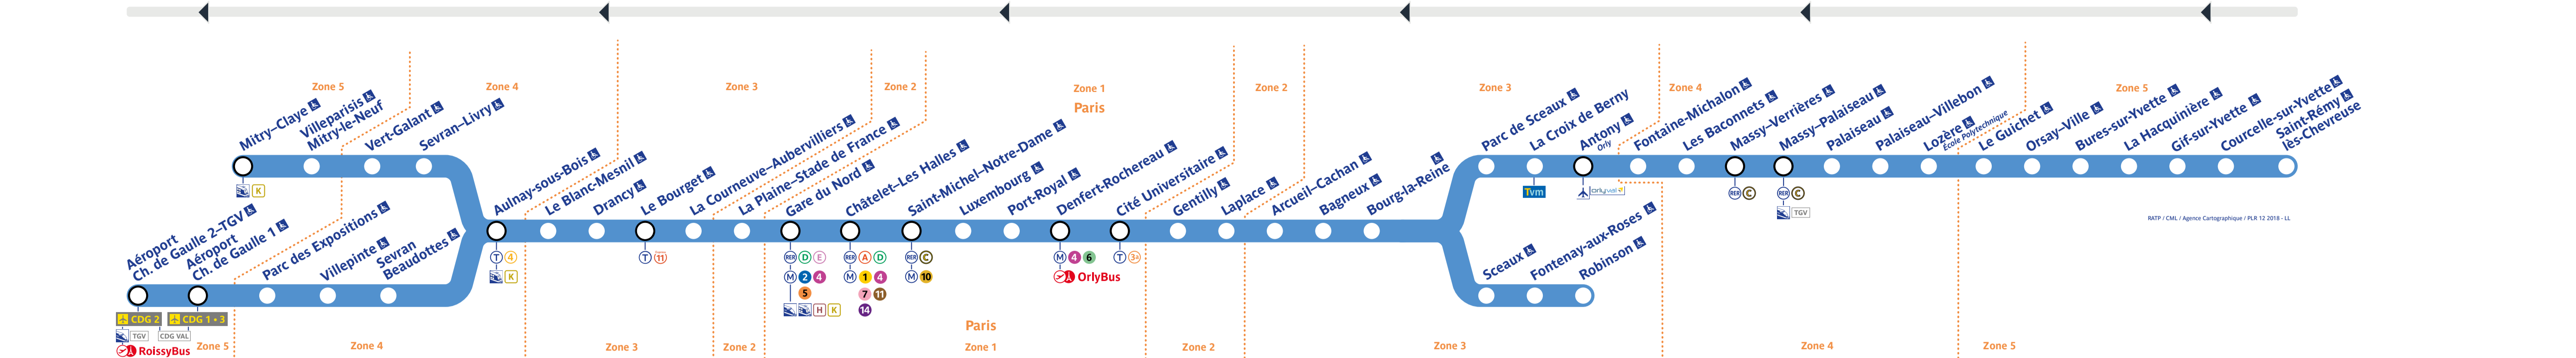 Zone 5
Zone 4
Zone 3
Zone 2
Zone 1
Paris
Zone 2
Zone 3
Zone 4
Zone 5
Mitry–Claye
Villeparisis
Mitry-le-Neuf
Vert-Galant
Sevran–Livry
K
Aéroport
Ch. de Gaulle 2–TGV
Aéroport
Ch. de Gaulle 1
Parc des Expositions
Villepinte
Sevran
Beaudottes
CDG 2
CDG 1 • 3
TGV
CDG VAL
RoissyBus
Aulnay-sous-Bois
T 4
K
Le Blanc-Mesnil
Drancy
Le Bourget
T 11
La Courneuve–Aubervilliers
La Plaine–Stade de France
Gare du Nord
RER D E
M 2 4
5
H K
Châtelet–Les Halles
RER A D
M 1 4
7 11
14
Saint-Michel–Notre-Dame
RER C
M 10
Luxembourg
Port-Royal
Denfert-Rochereau
M 4 6
OrlyBus
Cité Universitaire
T 3a
Gentilly
Laplace
Arcueil–Cachan
Bagneux
Bourg-la-Reine
Parc de Sceaux
La Croix de Berny
Tvm
Antony
Orly
orlyval
Fontaine-Michalon
Les Baconnets
Massy–Verrières
RER C
Massy-Palaiseau
RER C
TGV
Palaiseau
Palaiseau–Villebon
Lozère
École Polytechnique
Le Guichet
Orsay–Ville
Bures-sur-Yvette
La Hacquinière
Gif-sur-Yvette
Courcelle-sur-Yvette
Saint-Rémy
lès-Chevreuse
Sceaux
Fontenay-aux-Roses
Robinson
RATP / CML / Agence Cartographique / PLR 12 2018 - LL
Zone 5
Zone 4
Zone 3
Zone 2
Paris
Zone 1
Zone 2
Zone 3
Zone 4
Zone 5